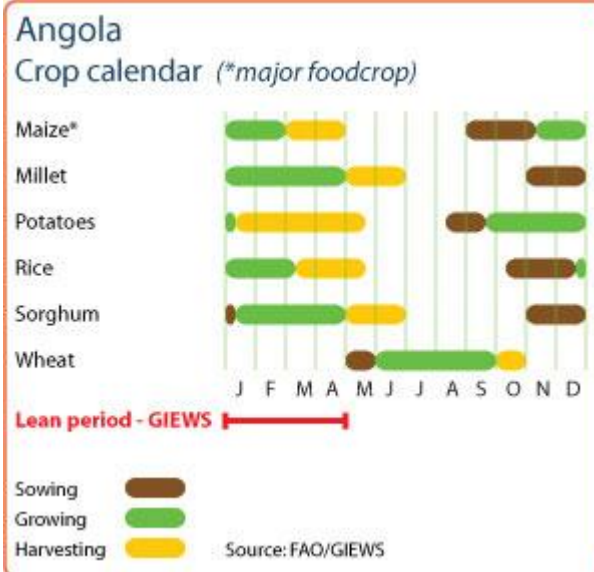 Angola
Crop calendar (*major foodcrop)
Maize*
Millet
Potatoes
Rice
Sorghum
Wheat
J F M A M J J A S O N D
Lean period - GIEWS
Sowing
Growing
Harvesting
Source: FAO/GIEWS